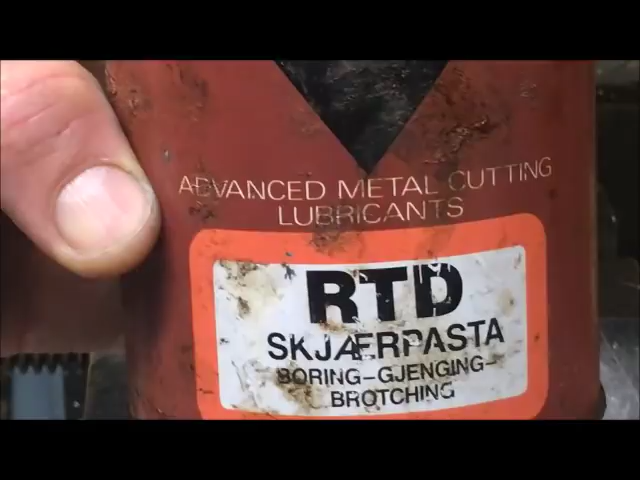 ADVANCED METAL CUTTING
LUBRICANTS
RTD
SKJÆRPASTA
BORING-GJENGING-
BROTCHING